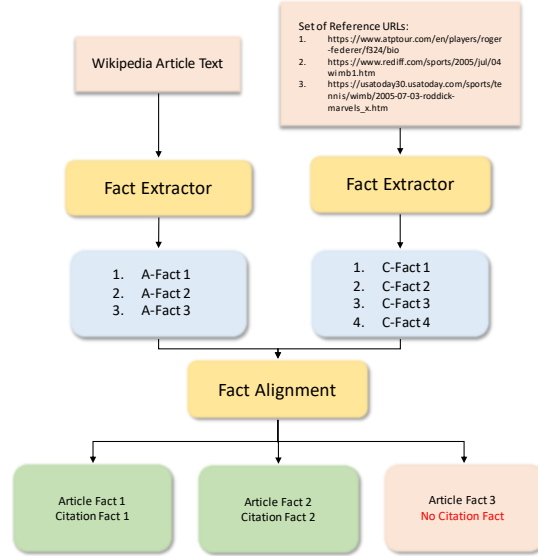 Wikipedia Article Text
Set of Reference URLs:
1. https://www.atptour.com/en/players/roger
-federer/f324/bio
2. https://www.rediff.com/sports/2005/jul/04
wimb1.htm
3. https://usatoday30.usatoday.com/sports/te
nnis/wimb/2005-07-03-roddick-
marvels_x.htm
Fact Extractor
Fact Extractor
1. A-Fact 1
2. A-Fact 2
3. A-Fact 3
1. C-Fact 1
2. C-Fact 2
3. C-Fact 3
4. C-Fact 4
Fact Alignment
Article Fact 1
Citation Fact 1
Article Fact 2
Citation Fact 2
Article Fact 3
No Citation Fact